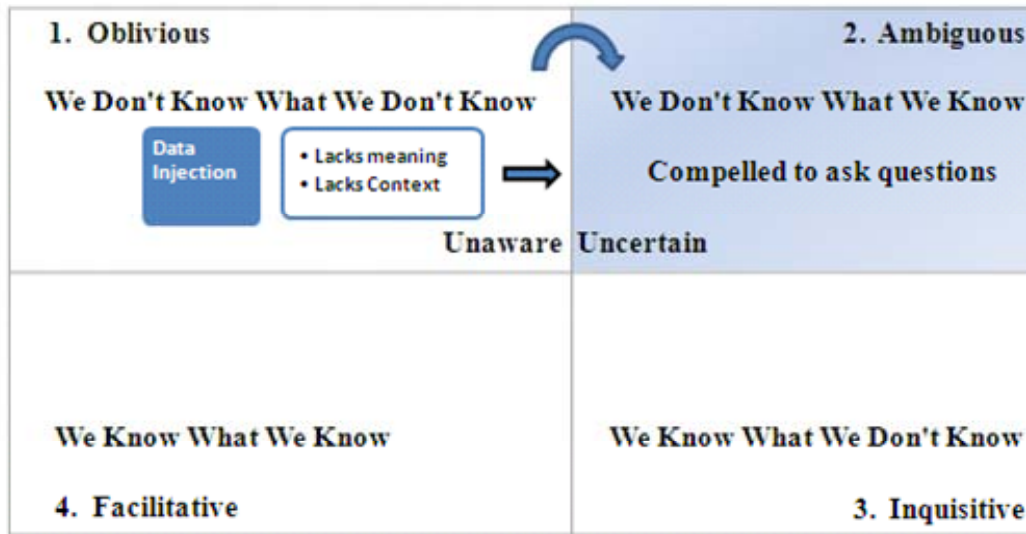 1. Oblivious
We Don't Know What We Don't Know
Data
Injection
• Lacks meaning
• Lacks Context
Unaware
2. Ambiguous
We Don't Know What We Know
Compelled to ask questions
Uncertain
We Know What We Know
4. Facilitative
We Know What We Don't Know
3. Inquisitive